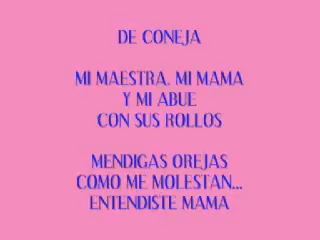 DE CONEJA
MI MAESTRA. MI MAMA
Y MI ABUE
CON SUS ROLLOS
MENDIGAS OREJAS
COMO ME MOLESTAN...
ENTENDISTE MAMA